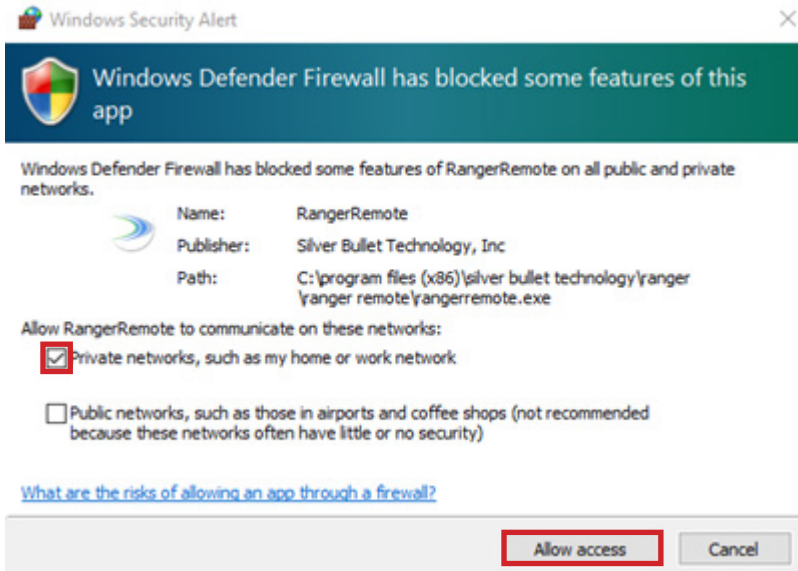 Windows Security Alert
Windows Defender Firewall has blocked some features of this
app
Windows Defender Firewall has blocked some features of RangerRemote on all public and private
networks.
Name: RangerRemote
Publisher: Silver Bullet Technology, Inc
Path: C:\program files (x86)\silver bullet technology\ranger
\ranger remote\rangerremote.exe
Allow RangerRemote to communicate on these networks:
Private networks, such as my home or work network
Public networks, such as those in airports and coffee shops (not recommended
because these networks often have little or no security)
What are the risks of allowing an app through a firewall?
Allow access Cancel